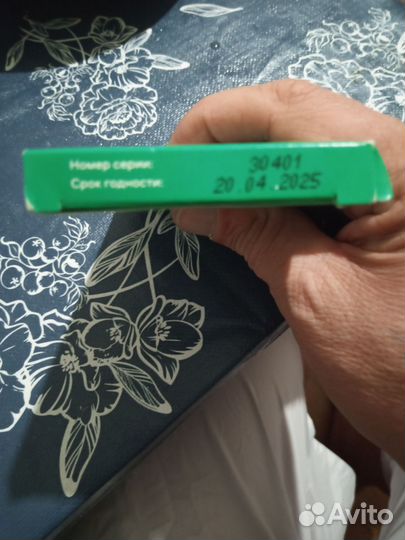 Номер серии: 30401
Срок годности: 20 04 2025
Avito